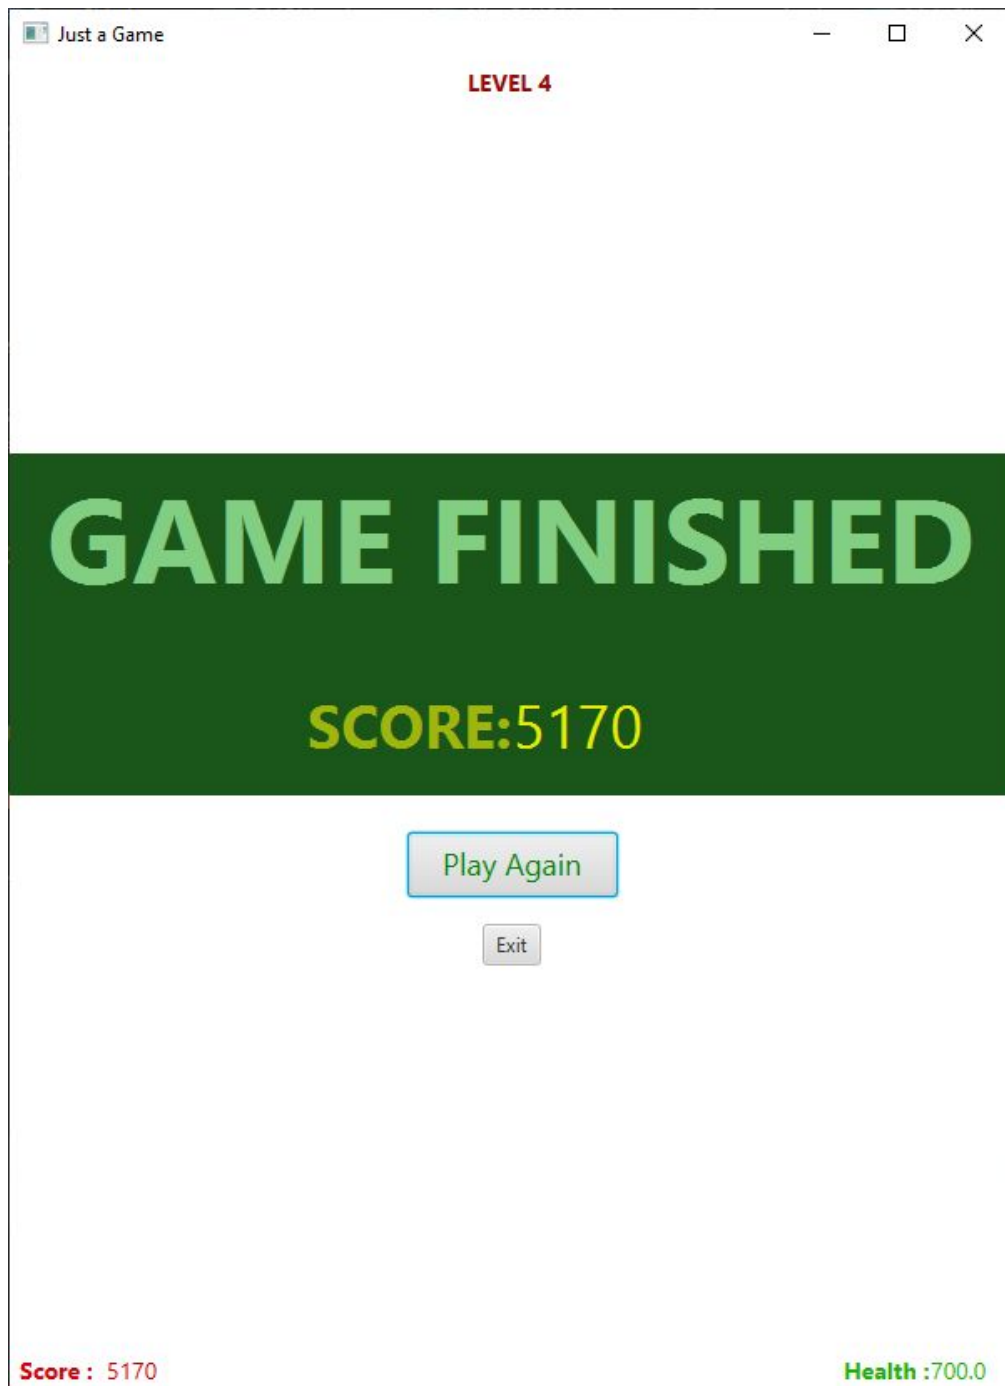 Just a Game
LEVEL 4
GAME FINISHED
SCORE:5170
Play Again
Exit
Score : 5170
Health :700.0